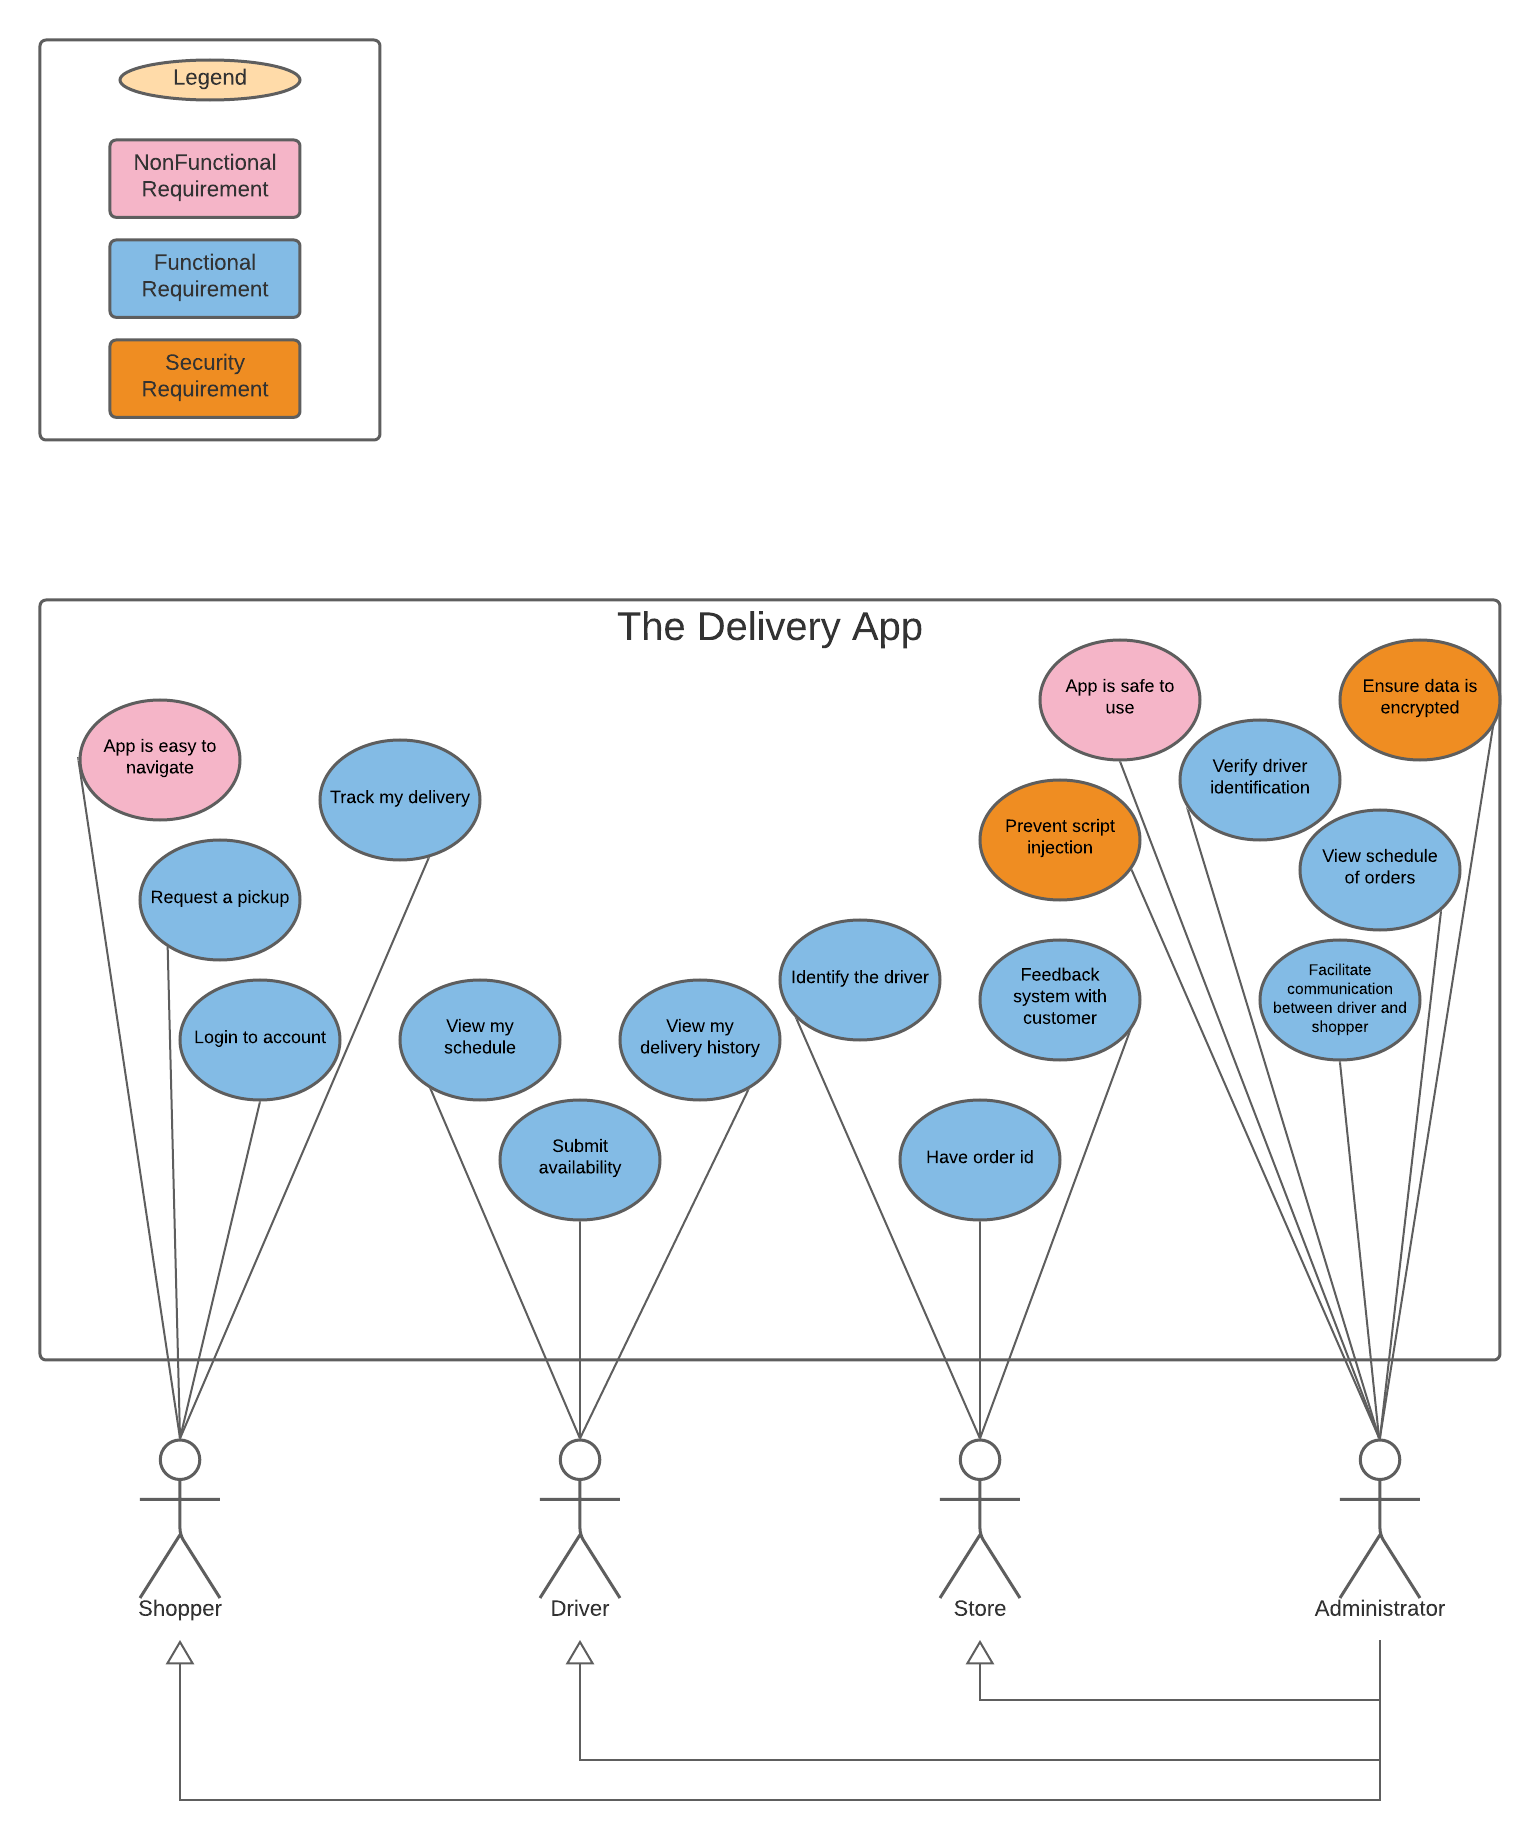 Legend
NonFunctional
Requirement
Functional
Requirement
Security
Requirement
The Delivery App
App is easy to
navigate
Track my delivery
Request a pickup
Login to account
View my
schedule
Submit
availability
View my
delivery history
Identify the driver
Have order id
Feedback
system with
customer
Prevent script
injection
App is safe to
use
Verify driver
identification
Ensure data is
encrypted
View schedule
of orders
Facilitate
communication
between driver and
shopper
Shopper
Driver
Store
Administrator